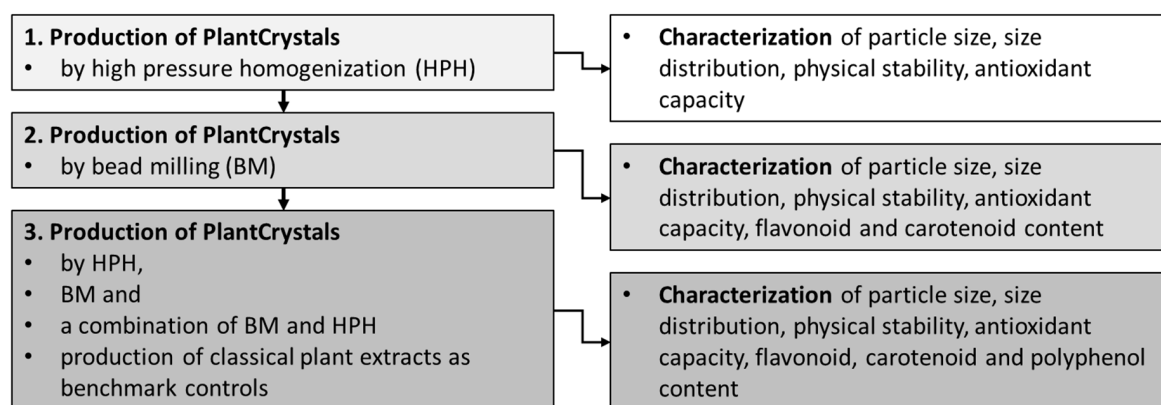 1. Production of PlantCrystals
• by high pressure homogenization (HPH)
• Characterization of particle size, size
distribution, physical stability, antioxidant
capacity
2. Production of PlantCrystals
• by bead milling (BM)
• Characterization of particle size, size
distribution, physical stability, antioxidant
capacity, flavonoid and carotenoid content
3. Production of PlantCrystals
• by HPH,
• BM and
• a combination of BM and HPH
• production of classical plant extracts as
benchmark controls
• Characterization of particle size, size
distribution, physical stability, antioxidant
capacity, flavonoid, carotenoid and polyphenol
content